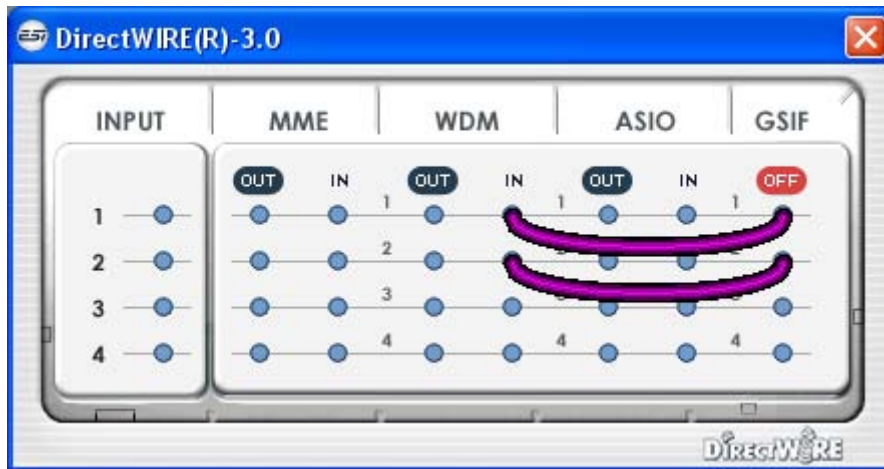 ESI DirectWIRE(R)-3.0
INPUT MME WDM ASIO GSIF
OUT IN OUT IN OUT IN OFF
1 1 1 1
2 2
3 3
4 4 4 4
DIRECTWIRE